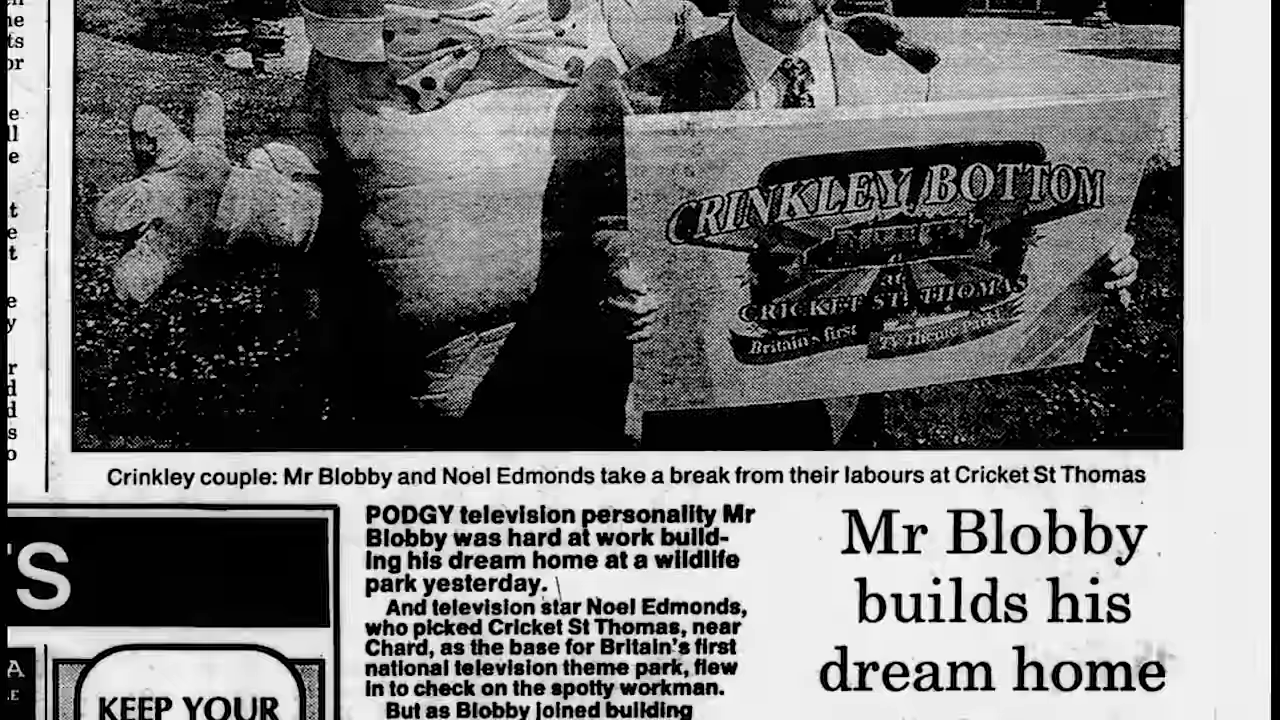 CRINKLEY BOTTOM
at
CRICKET ST. THOMAS
Britain's first TV Theme Park
Crinkley couple: Mr Blobby and Noel Edmonds take a break from their labours at Cricket St Thomas
PODGY television personality Mr
Blobby was hard at work build-
ing his dream home at a wildlife
park yesterday.
And television star Noel Edmonds,
who picked Cricket St Thomas, near
Chard, as the base for Britain's first
national television theme park, flew
in to check on the spotty workman.
But as Blobby joined building
Mr Blobby
builds his
dream home
KEEP YOUR